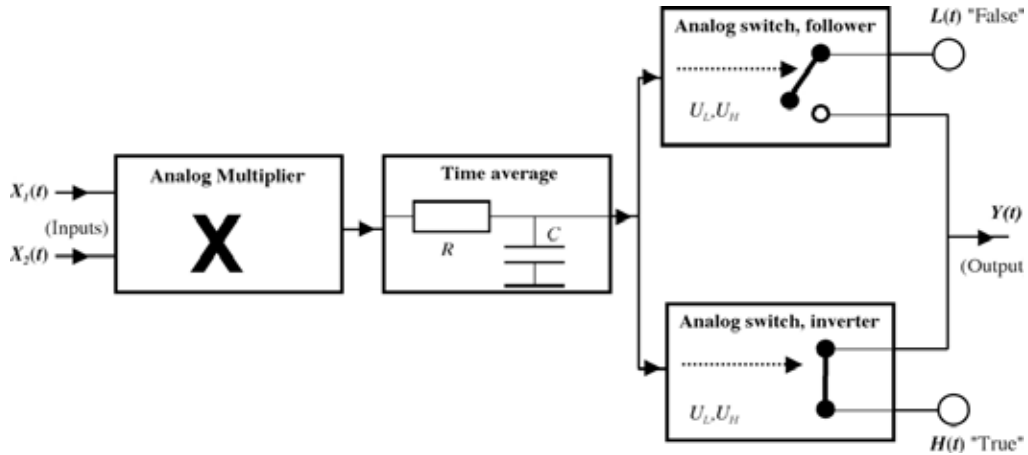 L(t) "False"
Analog switch, follower
U_L,U_H
Analog Multiplier
X
Time average
R
C
X_1(t)
(Inputs)
X_2(t)
Y(t)
(Output
Analog switch, inverter
U_L,U_H
H(t) "True"